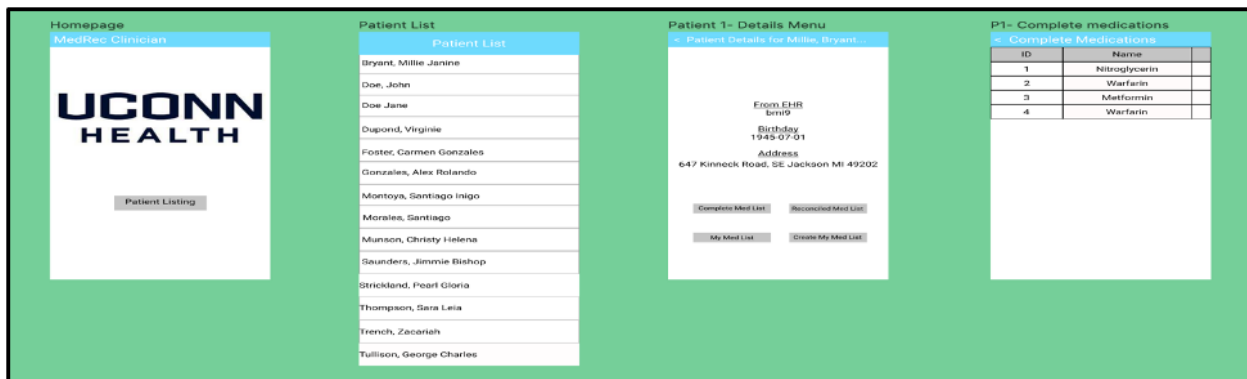 Homepage
MedRec Clinician
UCONN
HEALTH
Patient Listing
Patient List
Patient List
Bryant, Millie Janine
Doe, John
Doe Jane
Dupond, Virginie
Foster, Carmen Gonzales
Gonzales, Alex Rolando
Montoya, Santiago Inigo
Morales, Santiago
Munson, Christy Helena
Saunders, Jimmie Bishop
Strickland, Pearl Gloria
Thompson, Sara Leia
Trench, Zacariah
Tullison, George Charles
Patient 1- Details Menu
< Patient Details for Millie, Bryant...
From EHR
brni9
Birthday
1945-07-01
Address
647 Kinneck Road, SE Jackson MI 49202
Complete Med List Reconciled Med List
My Med List Create My Med List
P1- Complete medications
< Complete Medications
ID Name
1 Nitroglycerin
2 Warfarin
3 Metformin
4 Warfarin